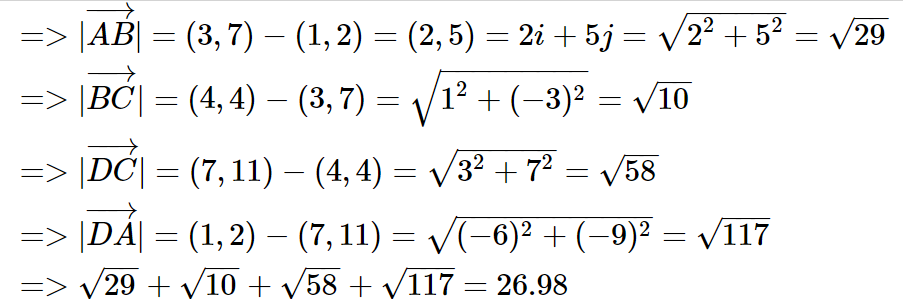 => |\overrightarrow{AB}| = (3, 7) − (1, 2) = (2, 5) = 2i + 5j = \sqrt{2^2 + 5^2} = \sqrt{29}
=> |\overrightarrow{BC}| = (4, 4) − (3, 7) = \sqrt{1^2 + (−3)^2} = \sqrt{10}
=> |\overrightarrow{DC}| = (7, 11) − (4, 4) = \sqrt{3^2 + 7^2} = \sqrt{58}
=> |\overrightarrow{DA}| = (1, 2) − (7, 11) = \sqrt{(−6)^2 + (−9)^2} = \sqrt{117}
=> \sqrt{29} + \sqrt{10} + \sqrt{58} + \sqrt{117} = 26.98